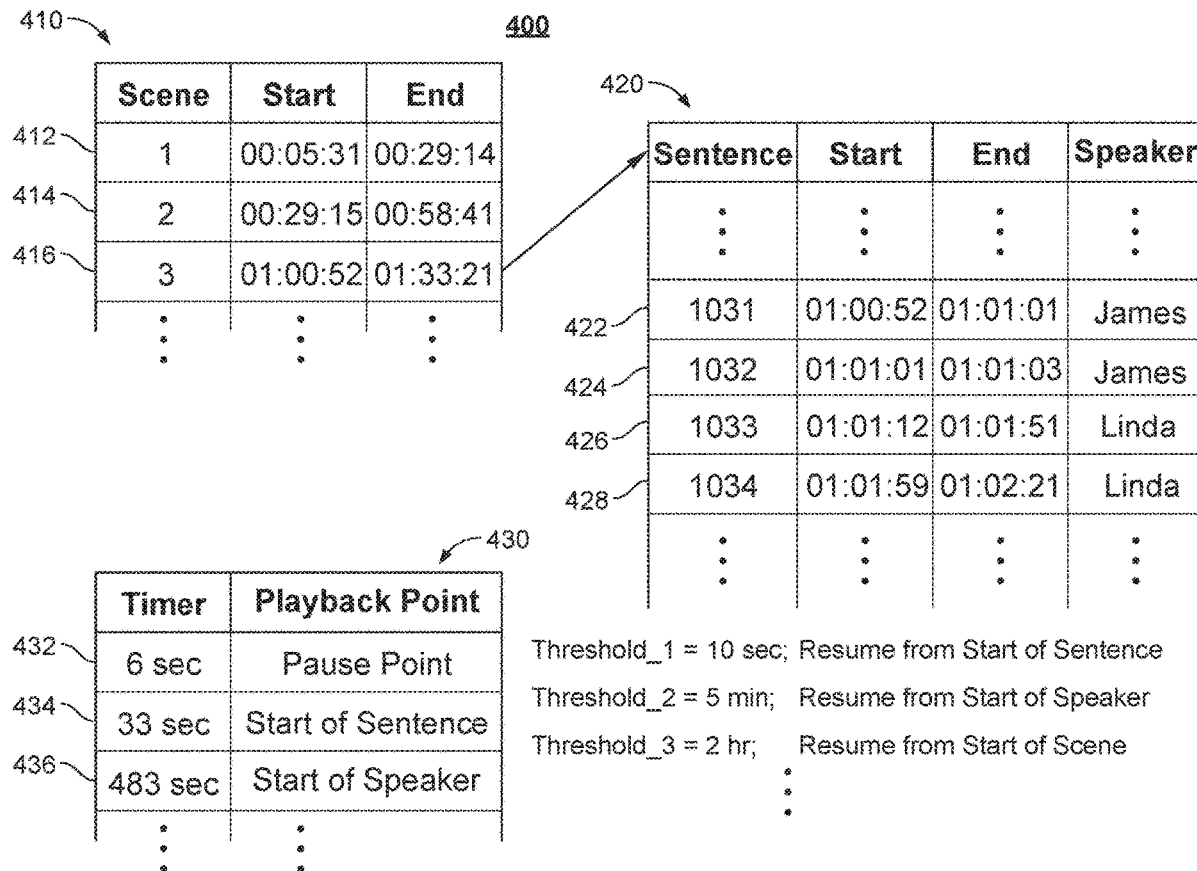 400
410
Scene Start End
412 1 00:05:31 00:29:14
414 2 00:29:15 00:58:41
416 3 01:00:52 01:33:21
420
Sentence Start End Speaker
422 1031 01:00:52 01:01:01 James
424 1032 01:01:01 01:01:03 James
426 1033 01:01:12 01:01:51 Linda
428 1034 01:01:59 01:02:21 Linda
430
Timer Playback Point
432 6 sec Pause Point
434 33 sec Start of Sentence
436 483 sec Start of Speaker
Threshold_1 = 10 sec; Resume from Start of Sentence
Threshold_2 = 5 min; Resume from Start of Speaker
Threshold_3 = 2 hr; Resume from Start of Scene